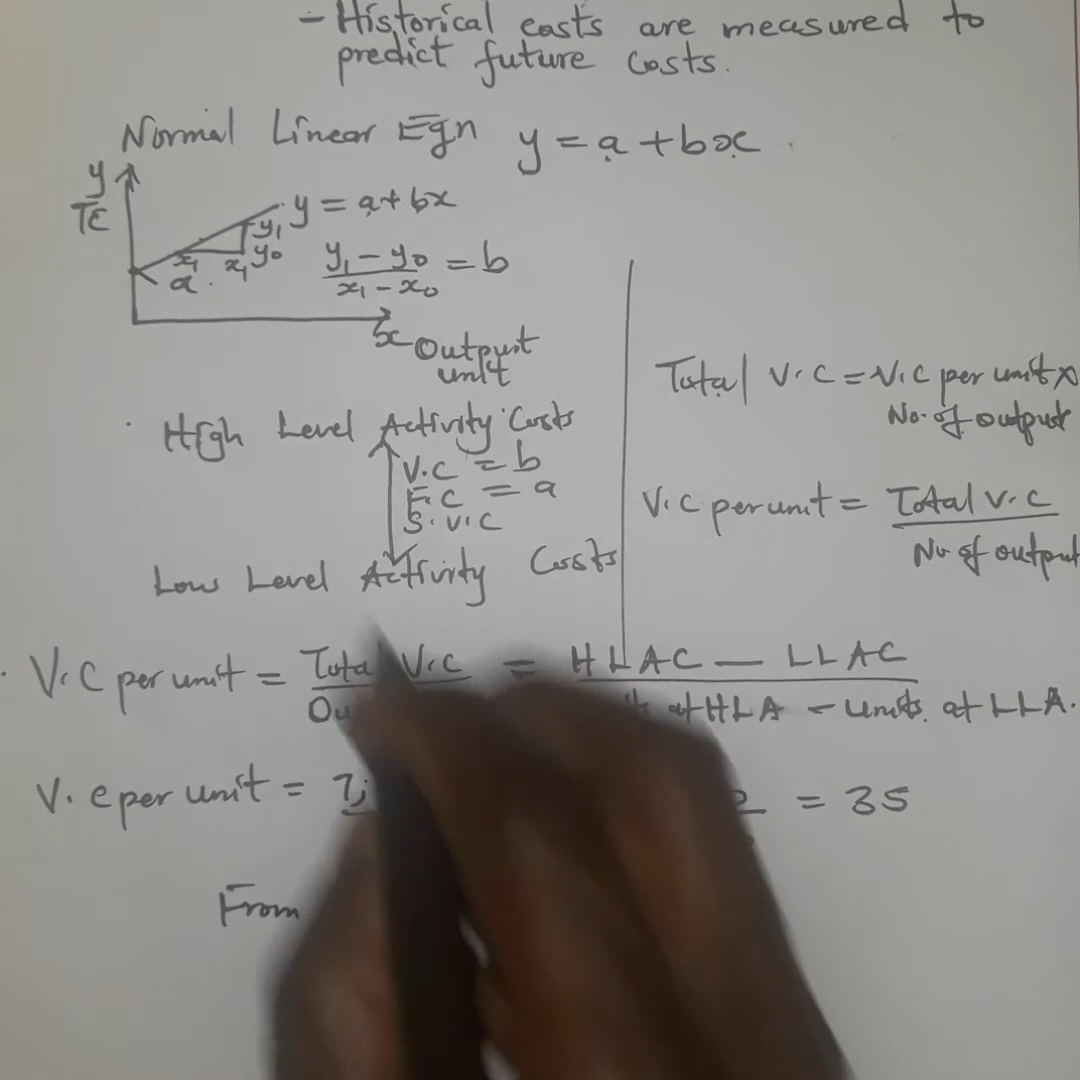 - Historical costs are measured to
predict future costs.
Normal Linear Eqn y = a + bx
y
TC
y = a + bx
y1
x1 x1 y0
a
y1 - y0 = b
x1 - x0
x Output
unit
Total V.C = V.C per unit x
No. of output
High Level Activity Costs
V.C = b
F.C = a
S.V.C
V.C per unit = Total V.C
No of output
Low Level Activity Costs
V.C per unit = Total V.C = HLAC - LLAC
at HLA - units at LLA.
V.C per unit = = 35
From